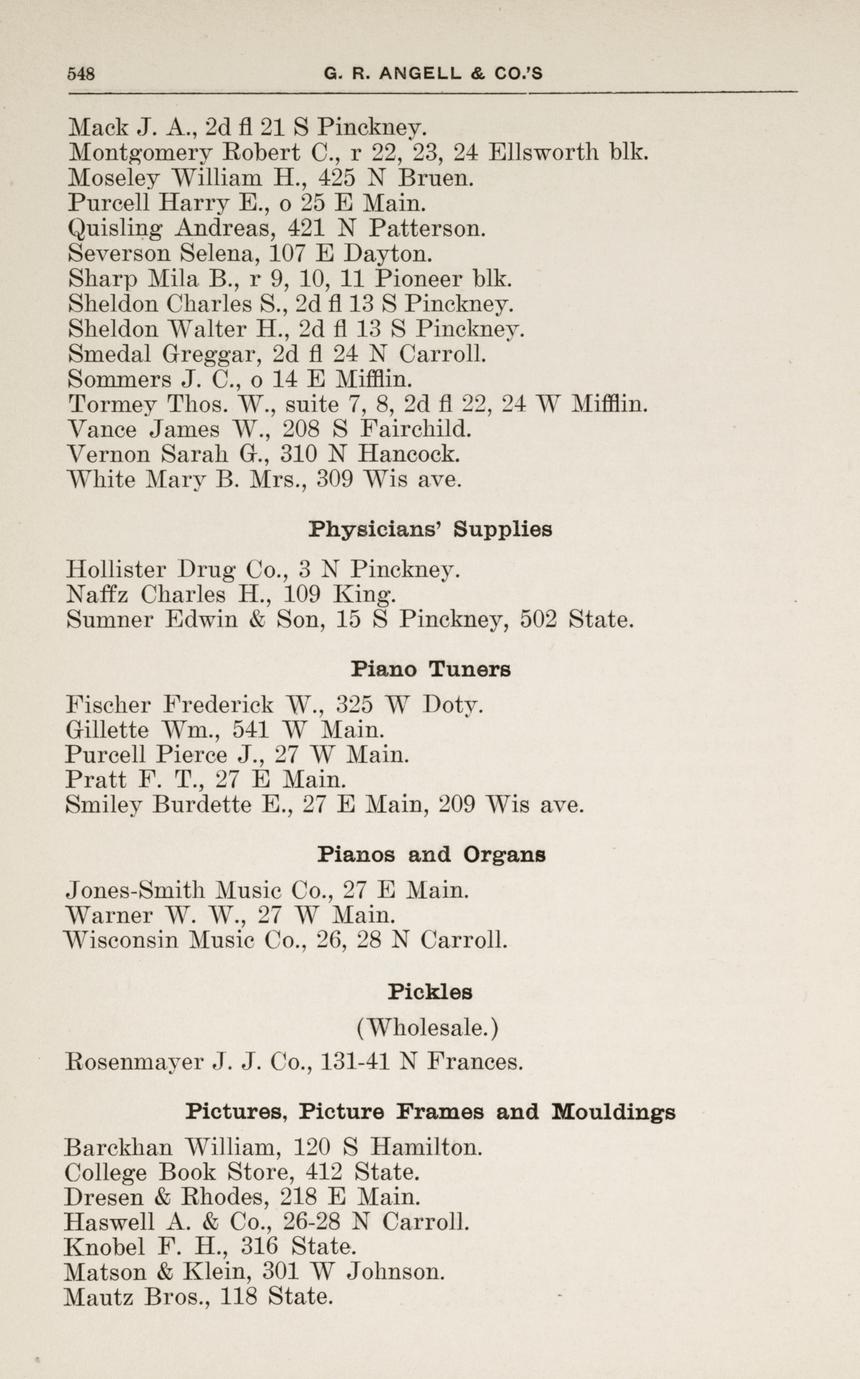 548
G. R. ANGELL & CO.'S
Mack J. A., 2d fl 21 S Pinckney.
Montgomery Robert C., r 22, 23, 24 Ellsworth blk.
Moseley William H., 425 N Bruen.
Purcell Harry E., o 25 E Main.
Quisling Andreas, 421 N Patterson.
Severson Selena, 107 E Dayton.
Sharp Mila B., r 9, 10, 11 Pioneer blk.
Sheldon Charles S., 2d fl 13 S Pinckney.
Sheldon Walter H., 2d fl 13 S Pinckney.
Smedal Greggar, 2d fl 24 N Carroll.
Sommers J. C., o 14 E Mifflin.
Tormey Thos. W., suite 7, 8, 2d fl 22, 24 W Mifflin.
Vance James W., 208 S Fairchild.
Vernon Sarah G., 310 N Hancock.
White Mary B. Mrs., 309 Wis ave.
Physicians' Supplies
Hollister Drug Co., 3 N Pinckney.
Naffz Charles H., 109 King.
Sumner Edwin & Son, 15 S Pinckney, 502 State.
Piano Tuners
Fischer Frederick W., 325 W Doty.
Gillette Wm., 541 W Main.
Purcell Pierce J., 27 W Main.
Pratt F. T., 27 E Main.
Smiley Burdette E., 27 E Main, 209 Wis ave.
Pianos and Organs
Jones-Smith Music Co., 27 E Main.
Warner W. W., 27 W Main.
Wisconsin Music Co., 26, 28 N Carroll.
Pickles
(Wholesale.)
Rosenmayer J. J. Co., 131-41 N Frances.
Pictures, Picture Frames and Mouldings
Barckhan William, 120 S Hamilton.
College Book Store, 412 State.
Dresen & Rhodes, 218 E Main.
Haswell A. & Co., 26-28 N Carroll.
Knobel F. H., 316 State.
Matson & Klein, 301 W Johnson.
Mautz Bros., 118 State.